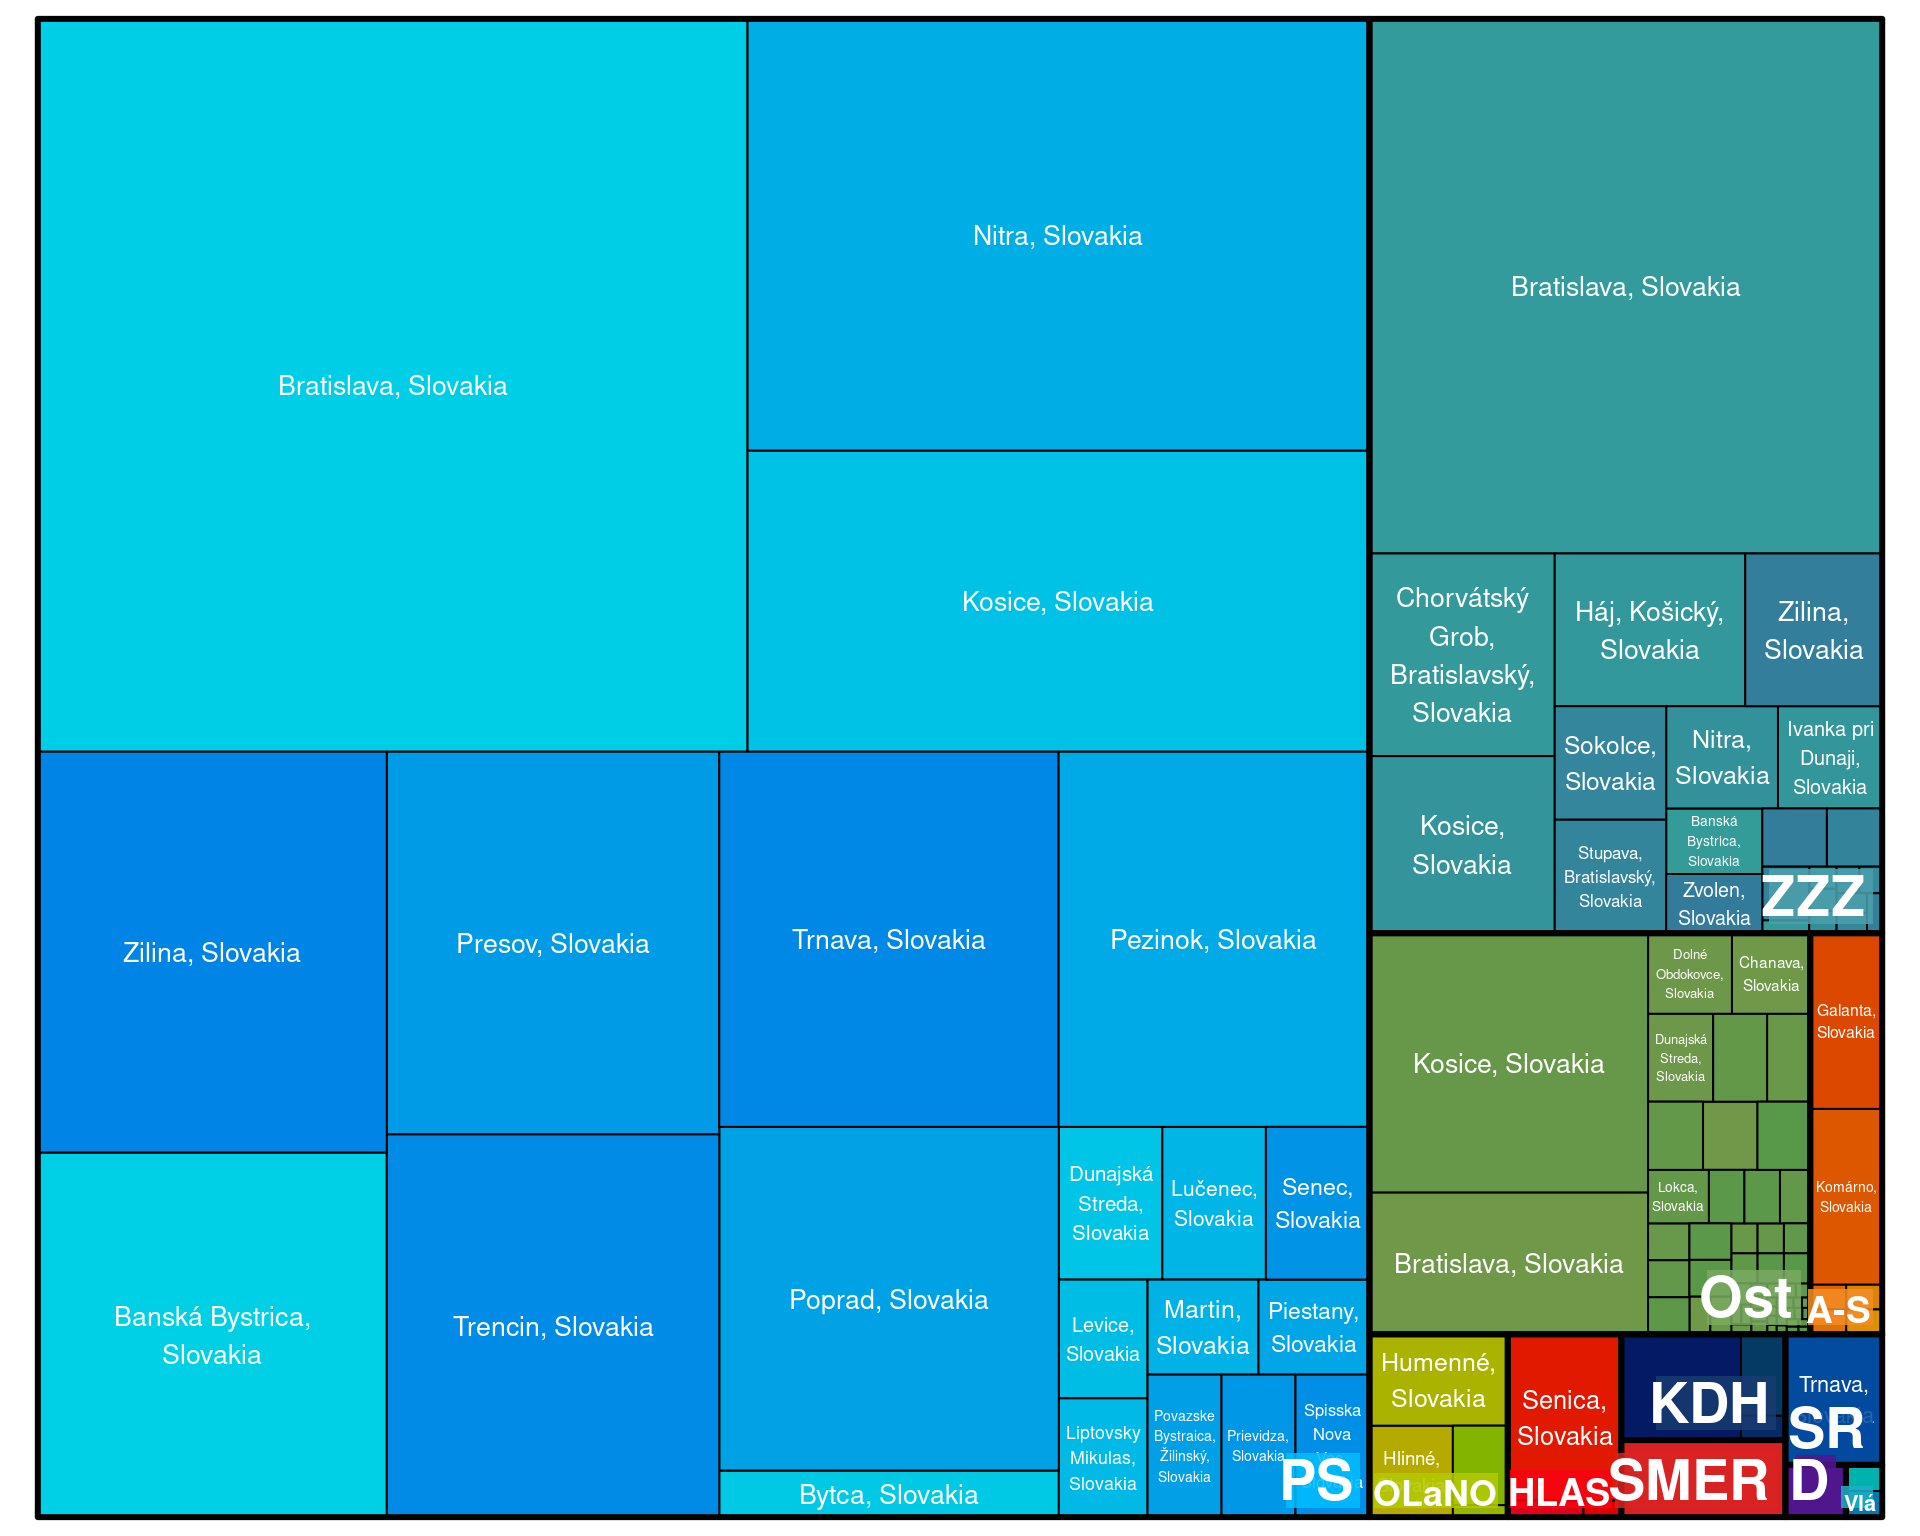 Bratislava, Slovakia
Nitra, Slovakia
Kosice, Slovakia
Zilina, Slovakia
Presov, Slovakia
Trnava, Slovakia
Pezinok, Slovakia
Banská Bystrica,
Slovakia
Trencin, Slovakia
Poprad, Slovakia
Bytca, Slovakia
Dunajská
Streda,
Slovakia
Lučenec,
Slovakia
Senec,
Slovakia
Levice,
Slovakia
Martin,
Slovakia
Piestany,
Slovakia
Liptovsky
Mikulas,
Slovakia
Povazske
Bystraica,
Žilinský,
Slovakia
Prievidza,
Slovakia
Spisska
Nova
PS
Bratislava, Slovakia
Chorvátský
Grob,
Bratislavský,
Slovakia
Háj, Košický,
Slovakia
Zilina,
Slovakia
Kosice,
Slovakia
Sokolce,
Slovakia
Nitra,
Slovakia
Ivanka pri
Dunaji,
Slovakia
Stupava,
Bratislavský,
Slovakia
Banská
Bystrica,
Slovakia
Zvolen,
Slovakia
ZZZ
Kosice, Slovakia
Bratislava, Slovakia
Dolné
Obdokovce,
Slovakia
Chanava,
Slovakia
Dunajská
Streda,
Slovakia
Lokca,
Slovakia
Ost
Galanta,
Slovakia
Komárno,
Slovakia
A-S
Humenné,
Slovakia
Hlinné,
OLaNO
Senica,
Slovakia
HLAS
KDH
SMER
Trnava,
SR
D
Vlá